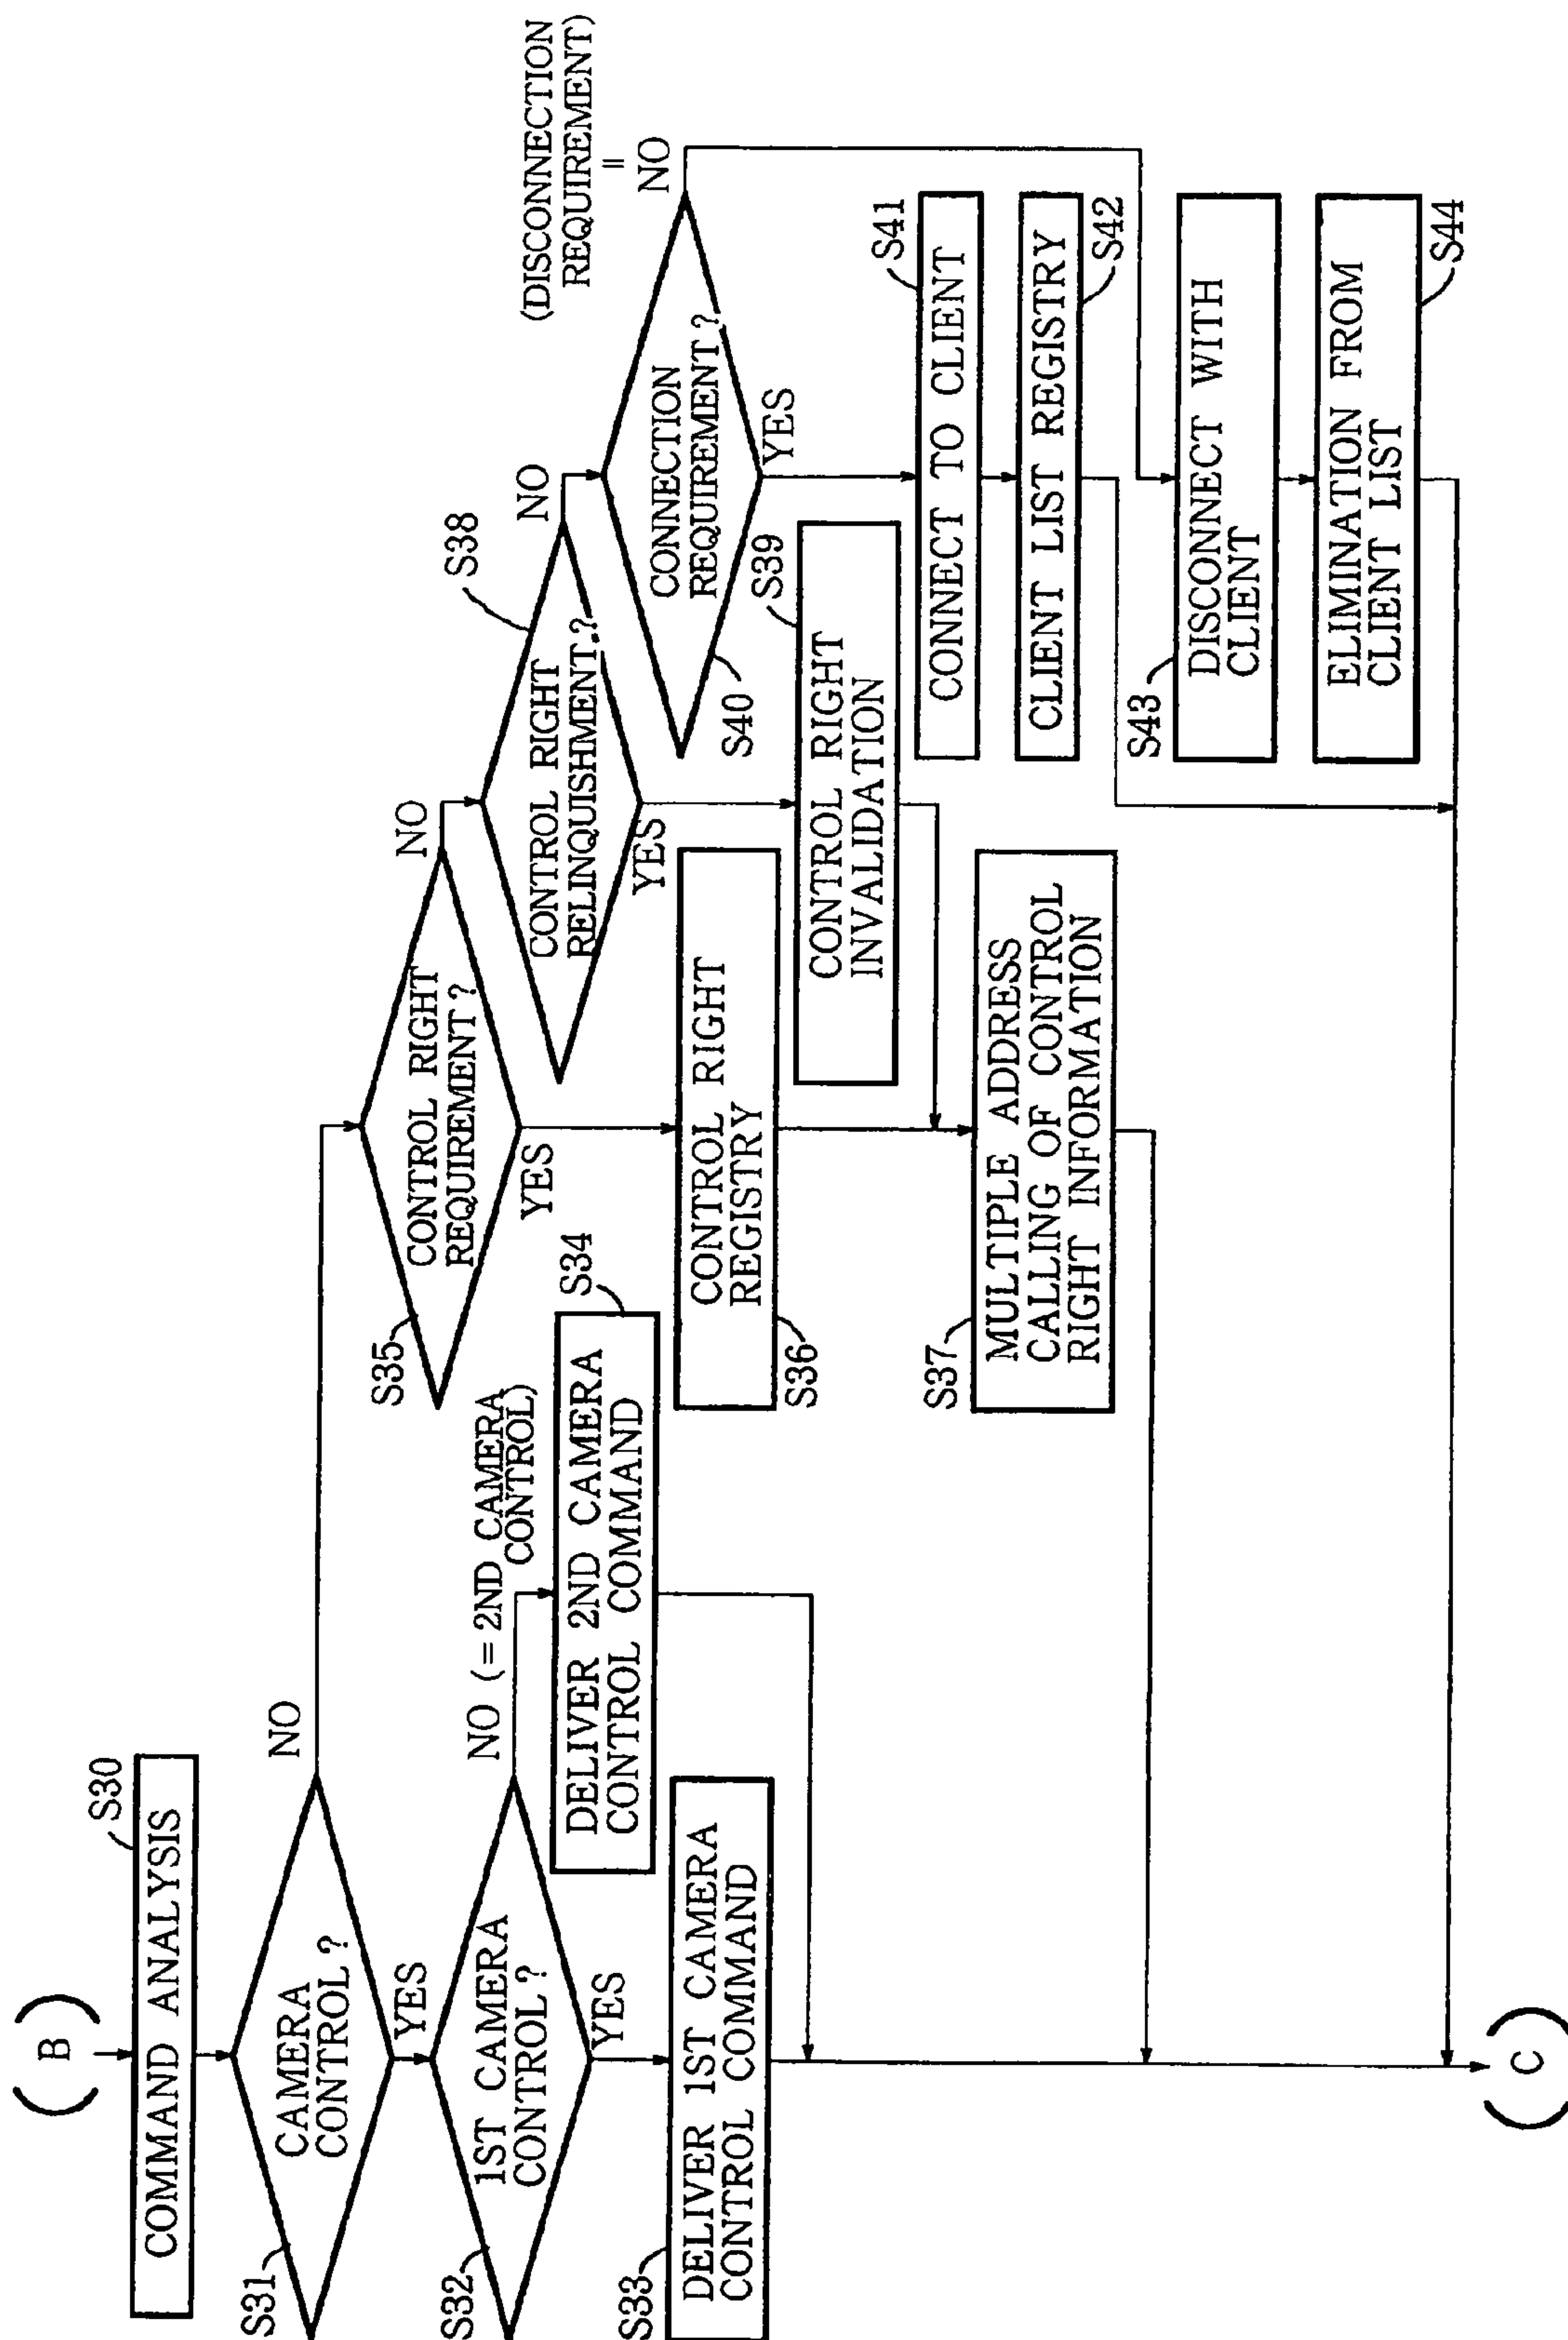 ( B )
S30
COMMAND ANALYSIS
S31
CAMERA
CONTROL?
NO
YES
S32
1ST CAMERA
CONTROL?
NO (= 2ND CAMERA
CONTROL)
YES
S33
DELIVER 1ST CAMERA
CONTROL COMMAND
S34
DELIVER 2ND CAMERA
CONTROL COMMAND
S35
CONTROL RIGHT
REQUIREMENT?
NO
YES
S36
CONTROL RIGHT
REGISTRY
S37
MULTIPLE ADDRESS
CALLING OF CONTROL
RIGHT INFORMATION
S38
CONTROL RIGHT
RELINQUISHMENT?
NO
YES
S39
CONTROL RIGHT
INVALIDATION
S40
CONNECTION
REQUIREMENT?
(DISCONNECTION
REQUIREMENT)
=
NO
YES
S41
CONNECT TO CLIENT
S42
CLIENT LIST REGISTRY
S43
DISCONNECT WITH
CLIENT
S44
ELIMINATION FROM
CLIENT LIST
( C )